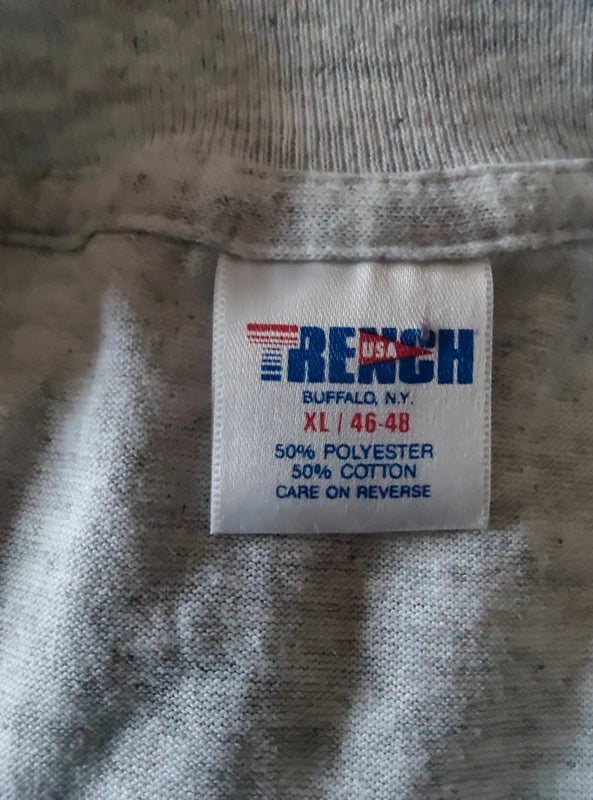 TRENCH
USA
BUFFALO, N.Y.
XL / 46-48
50% POLYESTER
50% COTTON
CARE ON REVERSE